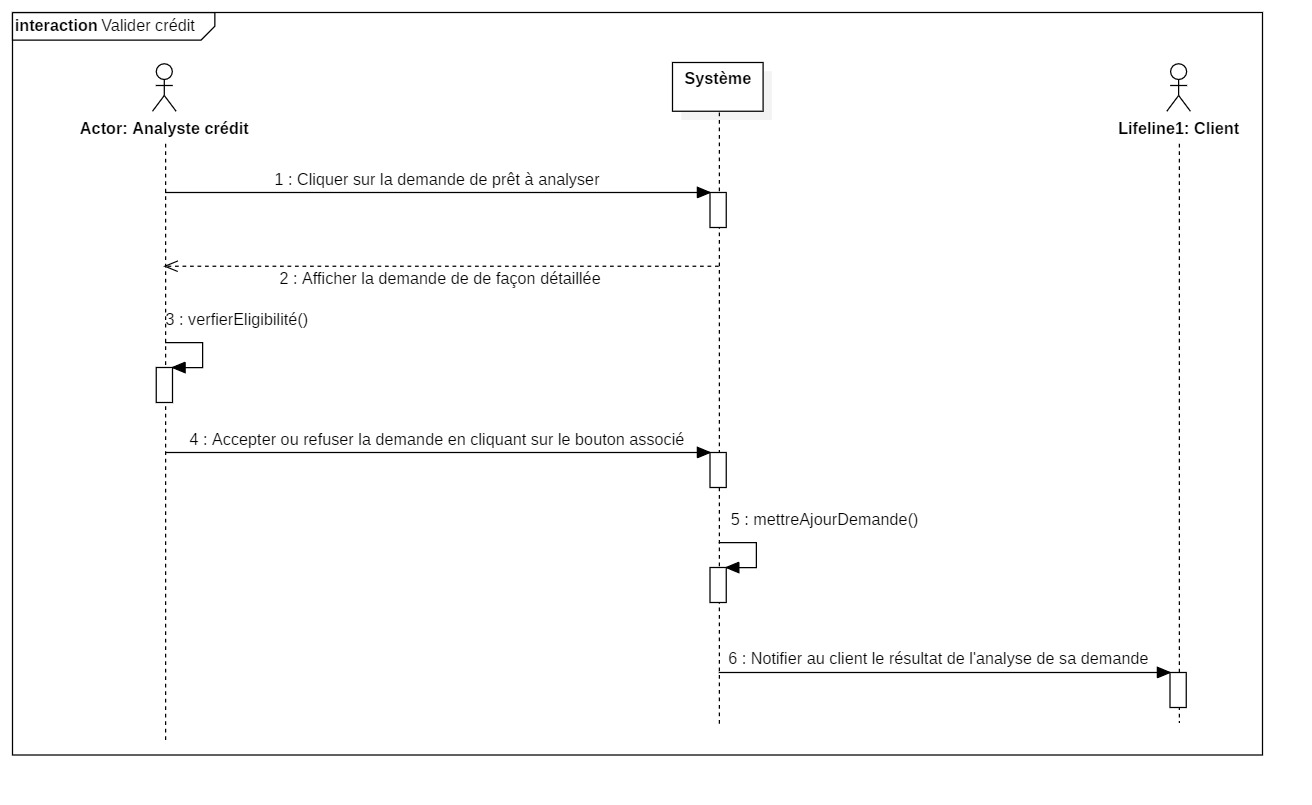 interaction Valider crédit
Système
Actor: Analyste crédit
Lifeline1: Client
1 : Cliquer sur la demande de prêt à analyser
2 : Afficher la demande de de façon détaillée
3 : verfierEligibilité()
4 : Accepter ou refuser la demande en cliquant sur le bouton associé
5 : mettreAjourDemande()
6 : Notifier au client le résultat de l'analyse de sa demande